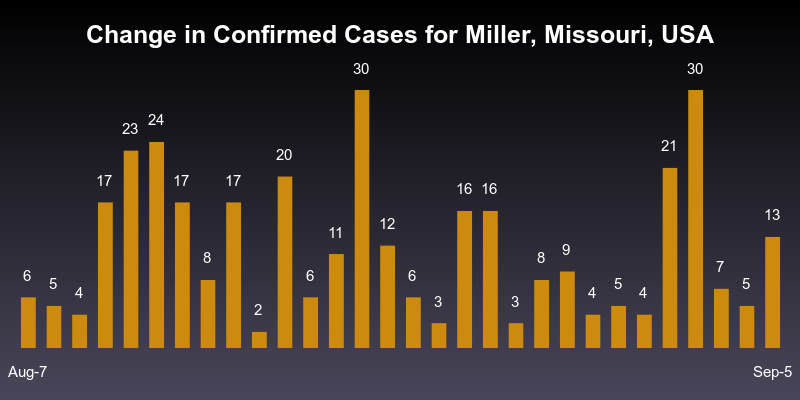 Change in Confirmed Cases for Miller, Missouri, USA
6 5 4 17 23 24 17 8 17 2 20 6 11 30 12 6 3 16 16 3 8 9 4 5 4 21 30 7 5 13
Aug-7 Sep-5